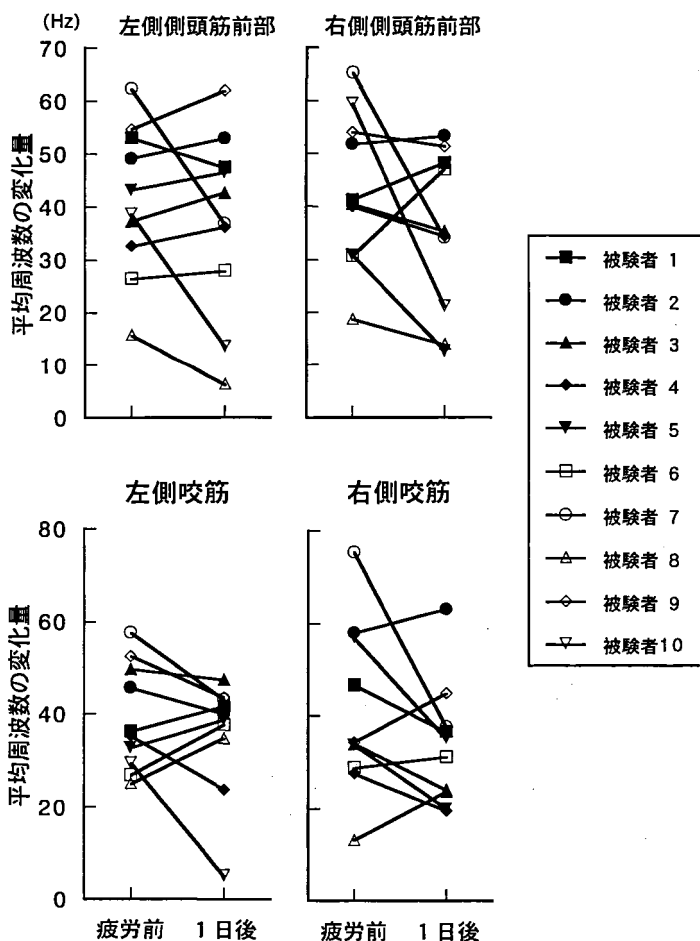 (Hz) 左側側頭筋前部 右側側頭筋前部
70
60
50
40
30
20
10
0
平均周波数の変化量
被験者 1
被験者 2
被験者 3
被験者 4
被験者 5
被験者 6
被験者 7
被験者 8
被験者 9
被験者10
左側咬筋 右側咬筋
80
60
40
20
0
平均周波数の変化量
疲労前 1日後 疲労前 1日後